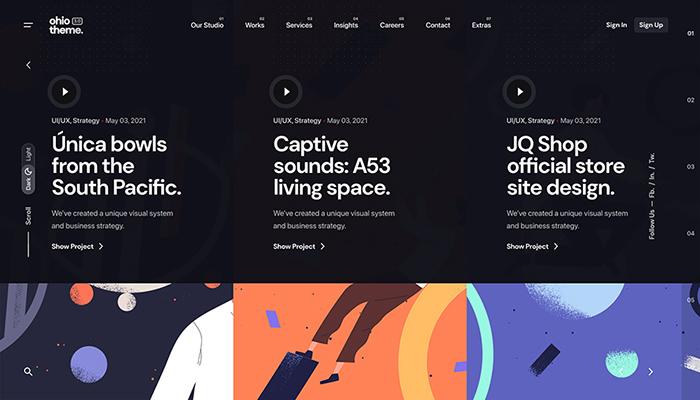 ohio 3.0
theme.
01 Our Studio
02 Works
03 Services
04 Insights
05 Careers
06 Contact
07 Extras
Sign In
Sign Up
01
02
03
04
05
UI/UX, Strategy • May 03, 2021
Única bowls
from the
South Pacific.
We've created a unique visual system
and business strategy.
Show Project
UI/UX, Strategy • May 03, 2021
Captive
sounds: A53
living space.
We've created a unique visual system
and business strategy.
Show Project
UI/UX, Strategy • May 03, 2021
JQ Shop
official store
site design.
We've created a unique visual system
and business strategy.
Show Project
Dark Light
Scroll
Follow Us — Fb. / In. / Tw.